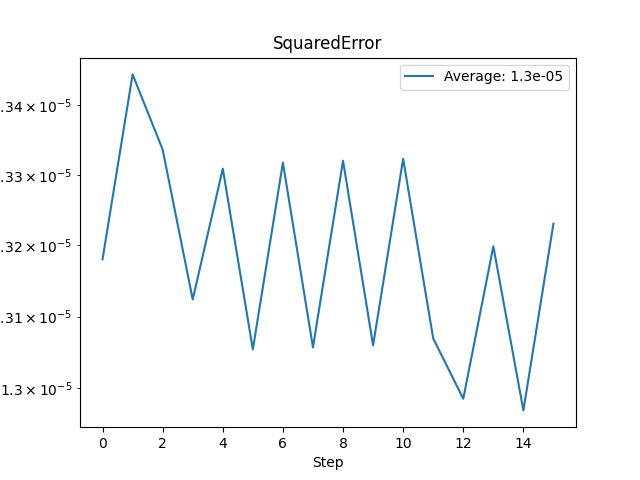 SquaredError
Average: 1.3e-05
.34 × 10⁻⁵
.33 × 10⁻⁵
.32 × 10⁻⁵
.31 × 10⁻⁵
1.3 × 10⁻⁵
0 2 4 6 8 10 12 14
Step